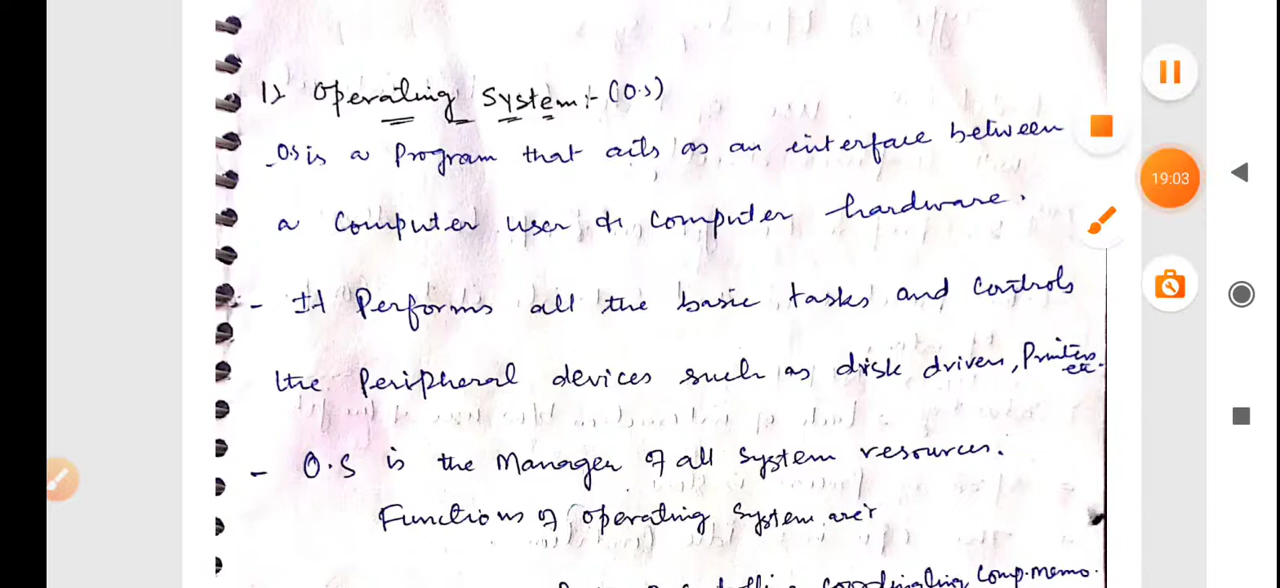 1) Operating System :- (O.S)
- O.S is a Program that acts as an interface between
a Computer user & Computer hardware.
- It Performs all the basic tasks and controls
the Peripheral devices such as disk drives, Printers etc.
- O.S is the Manager of all System resources.
Functions of Operating System are:
Comp. memo.
19:03